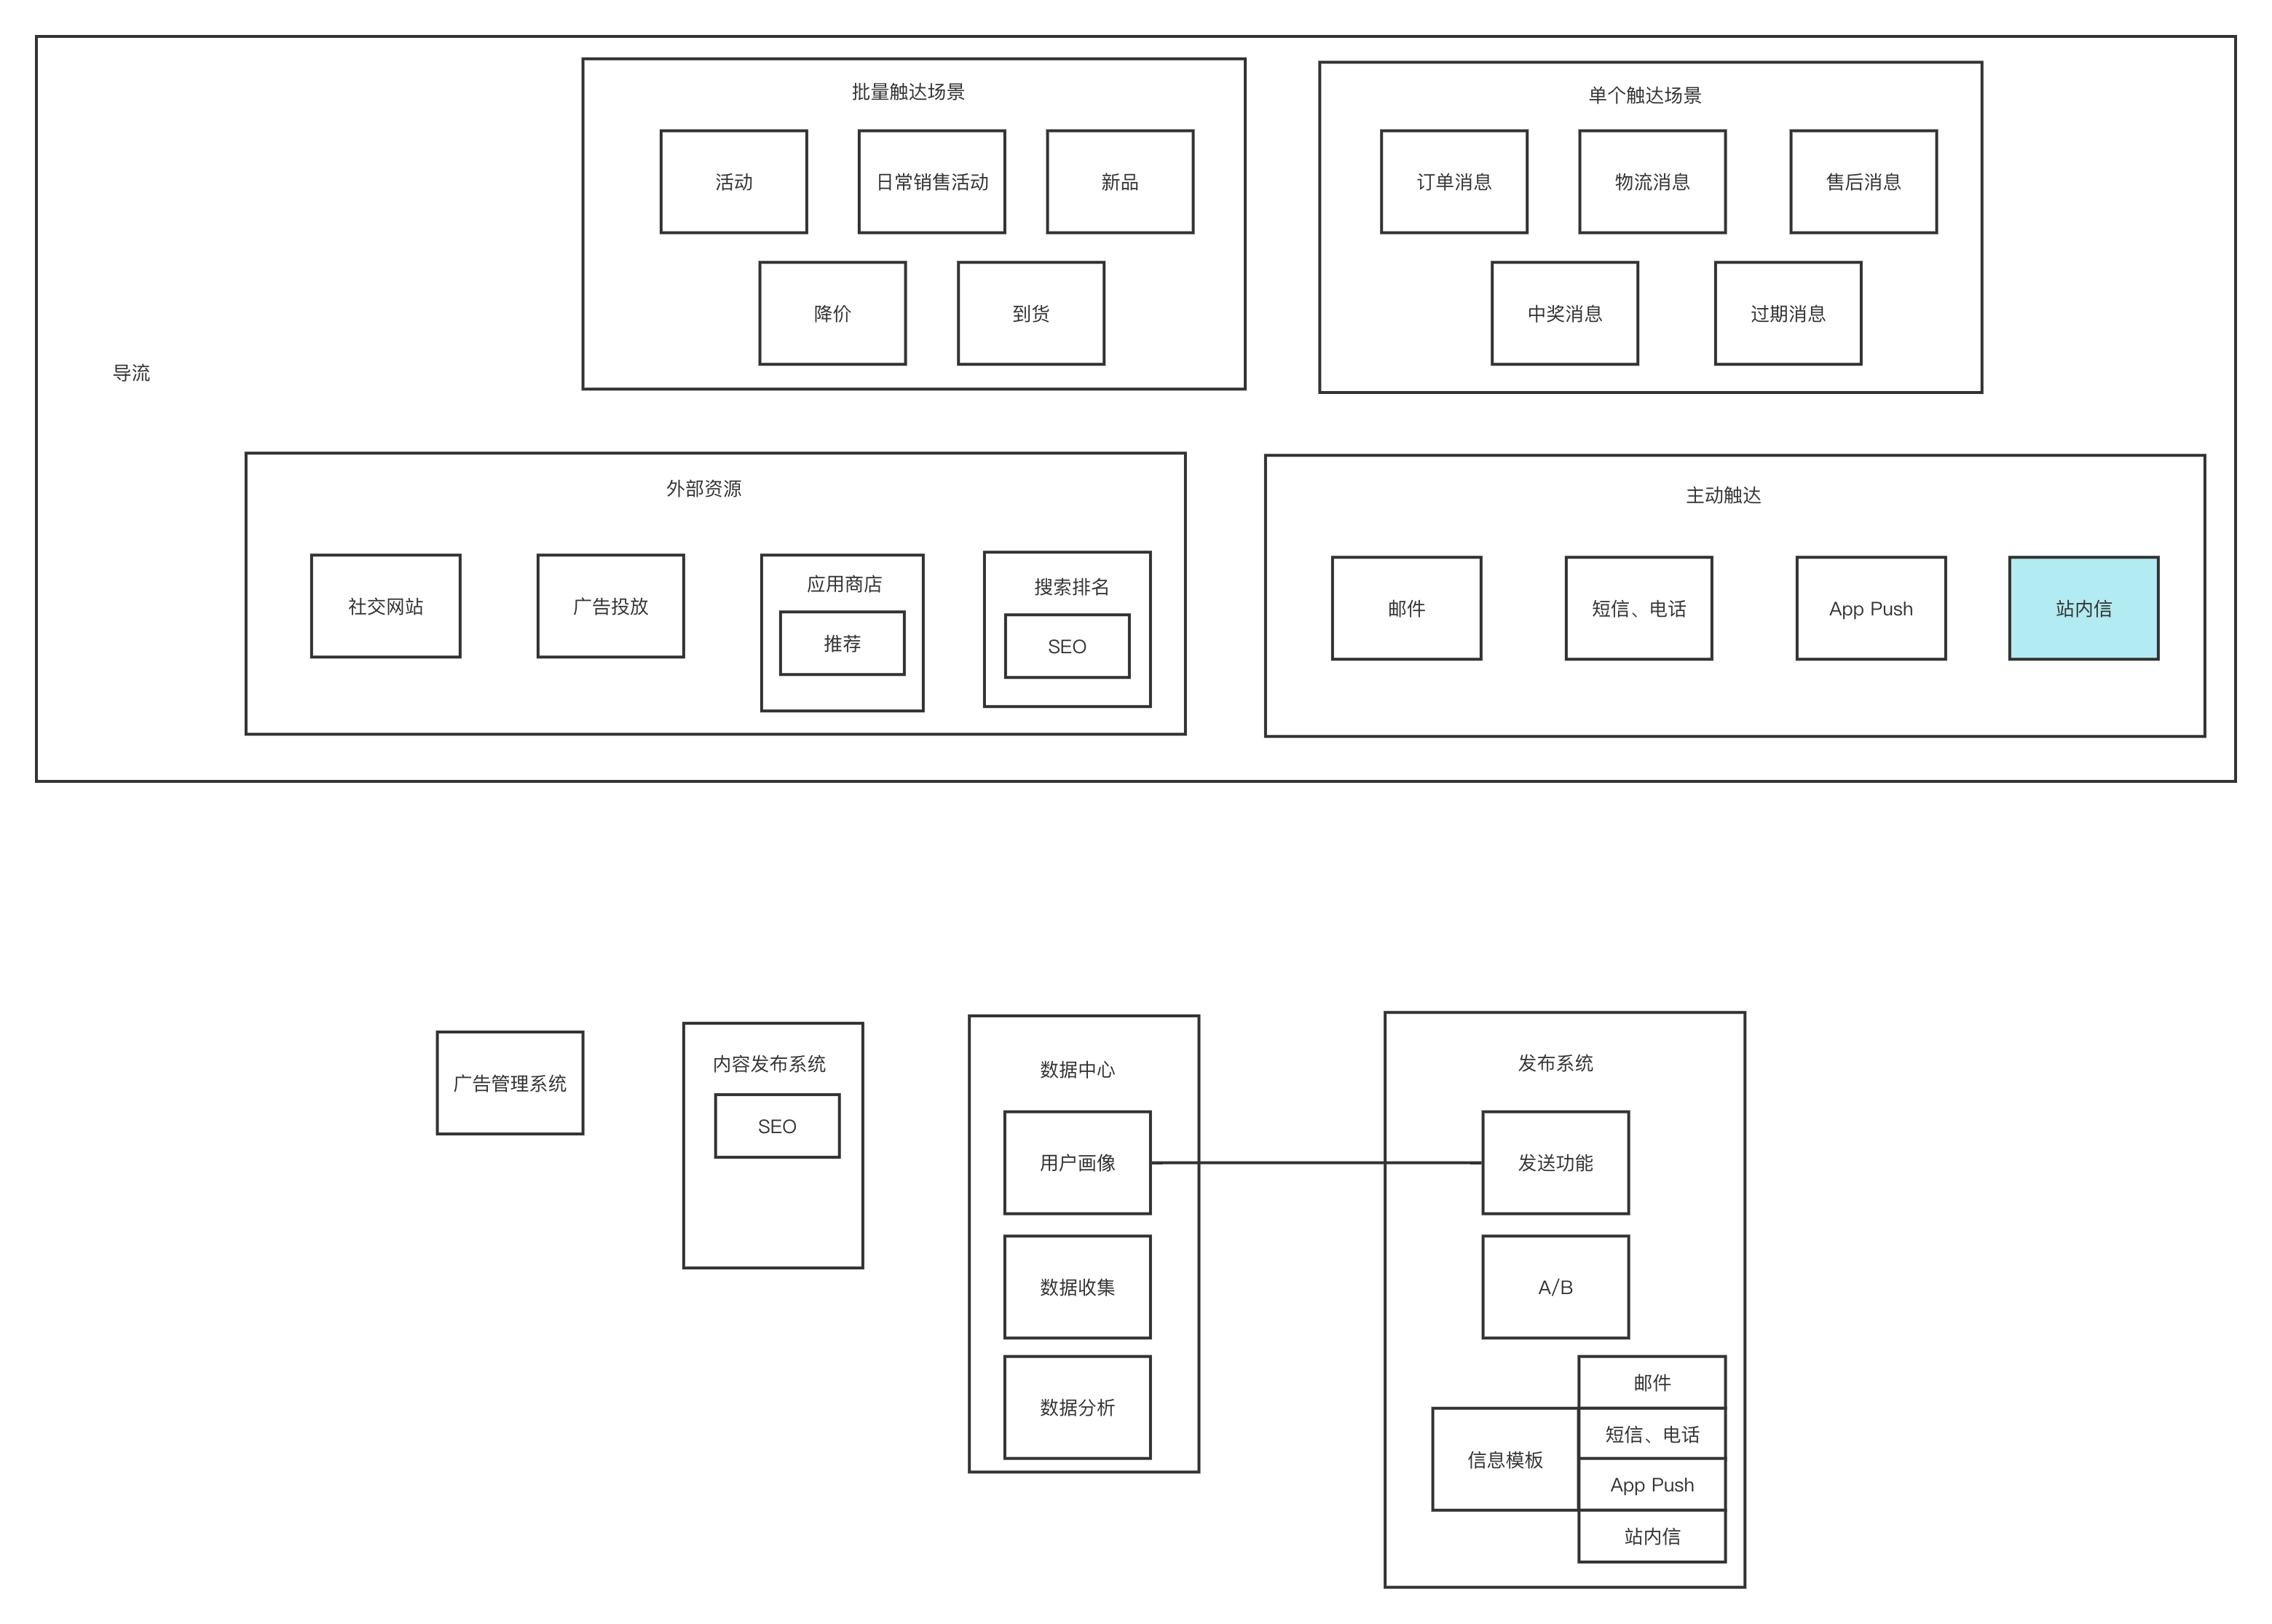 批量触达场景
活动
日常销售活动
新品
降价
到货
单个触达场景
订单消息
物流消息
售后消息
中奖消息
过期消息
导流
外部资源
社交网站
广告投放
应用商店
推荐
搜索排名
SEO
主动触达
邮件
短信、电话
App Push
站内信
广告管理系统
内容发布系统
SEO
数据中心
用户画像
数据收集
数据分析
发布系统
发送功能
A/B
信息模板
邮件
短信、电话
App Push
站内信